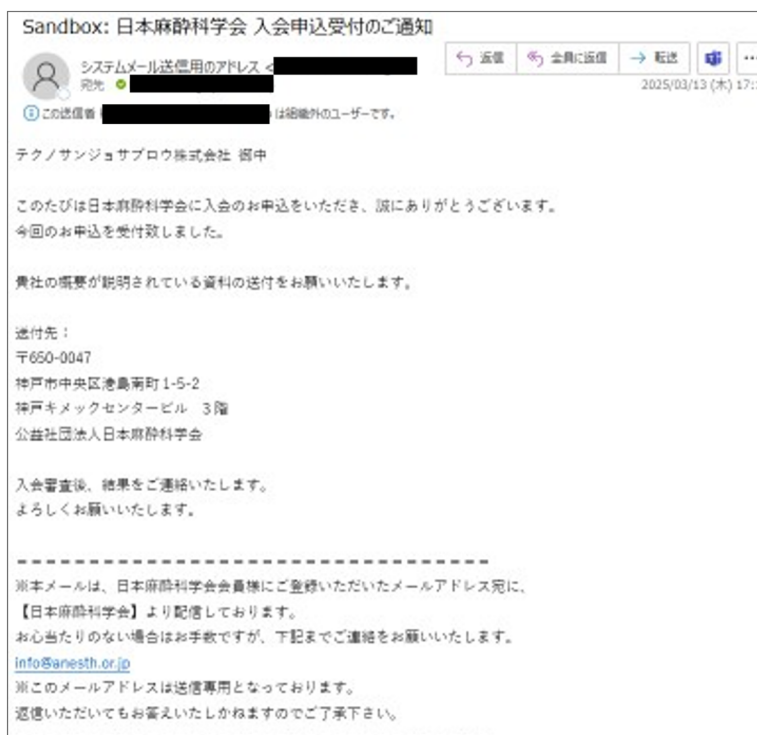 Sandbox: 日本麻酔科学会 入会申込受付のご通知
システムメール送信用のアドレス <
返信
全員に返信
転送
宛先
2025/03/13 (木) 17:
この送信者 (
は組織外のユーザーです。
テクノサンジョサブロウ株式会社 御中
このたびは日本麻酔科学会に入会のお申込をいただき、誠にありがとうございます。
今回のお申込を受付致しました。
貴社の概要が説明されている資料の送付をお願いいたします。
送付先：
〒650-0047
神戸市中央区港島南町1-5-2
神戸キメックセンタービル　3階
公益社団法人日本麻酔科学会
入会審査後、結果をご連絡いたします。
よろしくお願いいたします。
※本メールは、日本麻酔科学会会員様にご登録いただいたメールアドレス宛に、
【日本麻酔科学会】より配信しております。
お心当たりのない場合はお手数ですが、下記までご連絡をお願いいたします。
info@anesth.or.jp
※このメールアドレスは送信専用となっております。
返信いただいてもお答えいたしかねますのでご了承下さい。